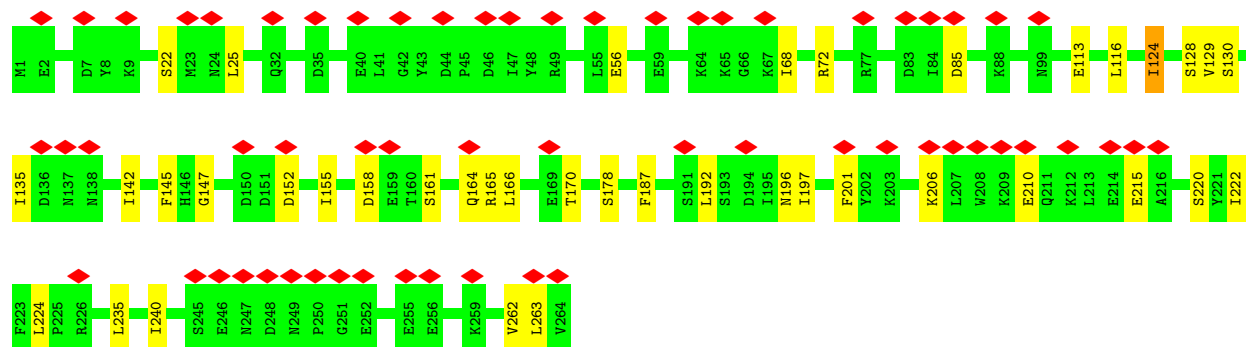 M1 E2 D7 Y8 K9 S22 M23 N24 L25 Q32 D35 E40 L41 G42 Y43 D44 P45 D46 I47 Y48 R49 L55 E56 E59 K64 K65 G66 K67 I68 R72 R77 D83 I84 D85 K88 N99 E113 L116 I124 S128 V129 S130
I135 D136 N137 N138 I142 F145 H146 G147 D150 D151 D152 I155 D158 E159 T160 S161 Q164 R165 L166 E169 T170 S178 F187 S191 L192 S193 D194 I195 N196 I197 F201 Y202 K203 K206 L207 W208 K209 E210 Q211 K212 L213 E214 E215 A216 S220 Y221 I222
F223 L224 P225 R226 L235 I240 S245 E246 N247 D248 N249 P250 G251 E252 E255 E256 K259 V262 L263 V264